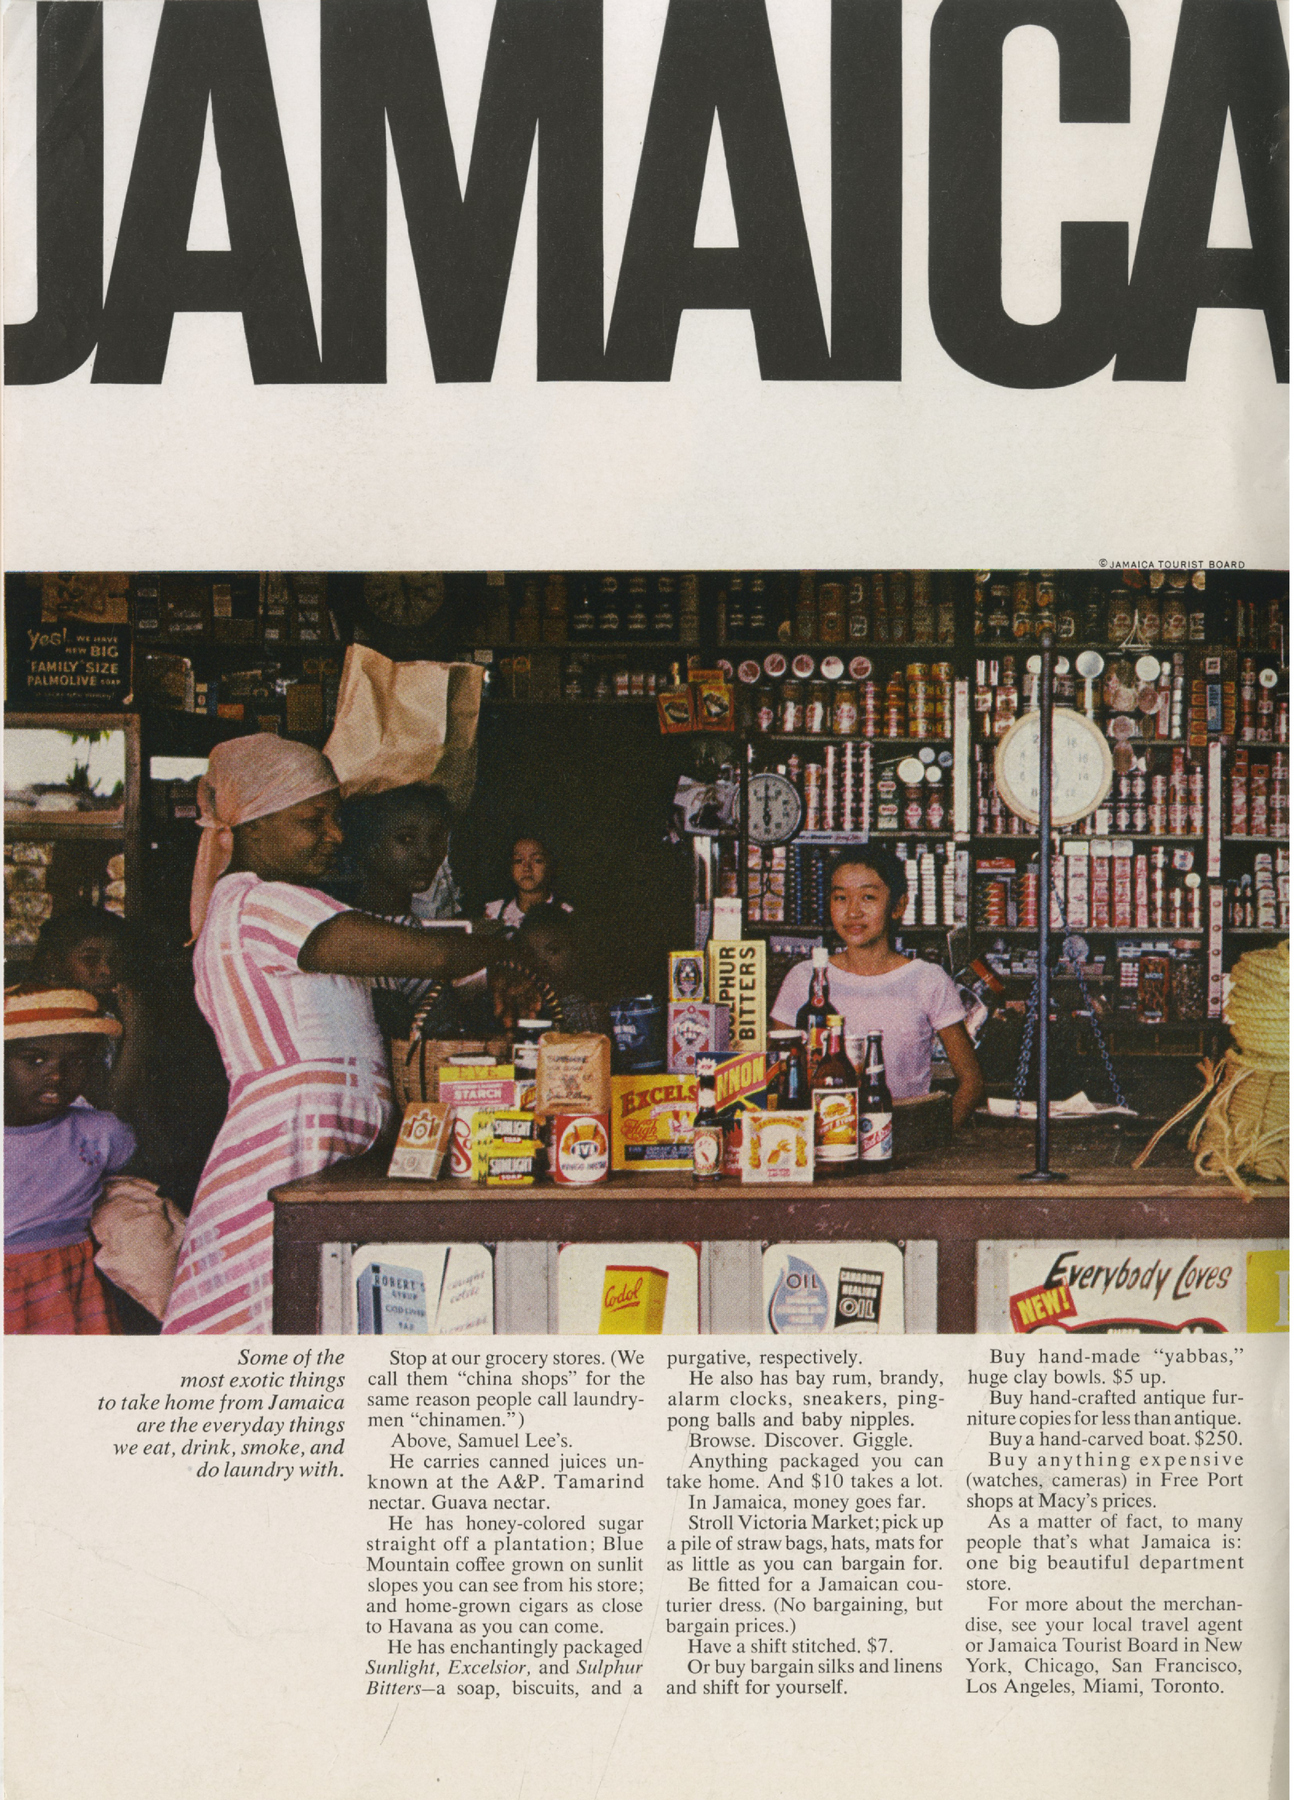 JAMAICA
©JAMAICA TOURIST BOARD
Yes! WE HAVE
NEW BIG
"FAMILY" SIZE
PALMOLIVE SOAP
SULPHUR
BITTERS
STARCH
EXCELS
High
SUNLIGHT
SOAP
SUNLIGHT
SOAP
ROBERT'S
SYRUP
COD LIVER
Codol
OIL
CANADIAN
HEALING
OIL
Everybody Loves
NEW!
Some of the
most exotic things
to take home from Jamaica
are the everyday things
we eat, drink, smoke, and
do laundry with.
Stop at our grocery stores. (We
call them “china shops” for the
same reason people call laundry-
men “chinamen.”)
Above, Samuel Lee's.
He carries canned juices un-
known at the A&P. Tamarind
nectar. Guava nectar.
He has honey-colored sugar
straight off a plantation; Blue
Mountain coffee grown on sunlit
slopes you can see from his store;
and home-grown cigars as close
to Havana as you can come.
He has enchantingly packaged
Sunlight, Excelsior, and Sulphur
Bitters—a soap, biscuits, and a
purgative, respectively.
He also has bay rum, brandy,
alarm clocks, sneakers, ping-
pong balls and baby nipples.
Browse. Discover. Giggle.
Anything packaged you can
take home. And $10 takes a lot.
In Jamaica, money goes far.
Stroll Victoria Market; pick up
a pile of straw bags, hats, mats for
as little as you can bargain for.
Be fitted for a Jamaican cou-
turier dress. (No bargaining, but
bargain prices.)
Have a shift stitched. $7.
Or buy bargain silks and linens
and shift for yourself.
Buy hand-made “yabbas,”
huge clay bowls. $5 up.
Buy hand-crafted antique fur-
niture copies for less than antique.
Buy a hand-carved boat. $250.
Buy anything expensive
(watches, cameras) in Free Port
shops at Macy's prices.
As a matter of fact, to many
people that's what Jamaica is:
one big beautiful department
store.
For more about the merchan-
dise, see your local travel agent
or Jamaica Tourist Board in New
York, Chicago, San Francisco,
Los Angeles, Miami, Toronto.